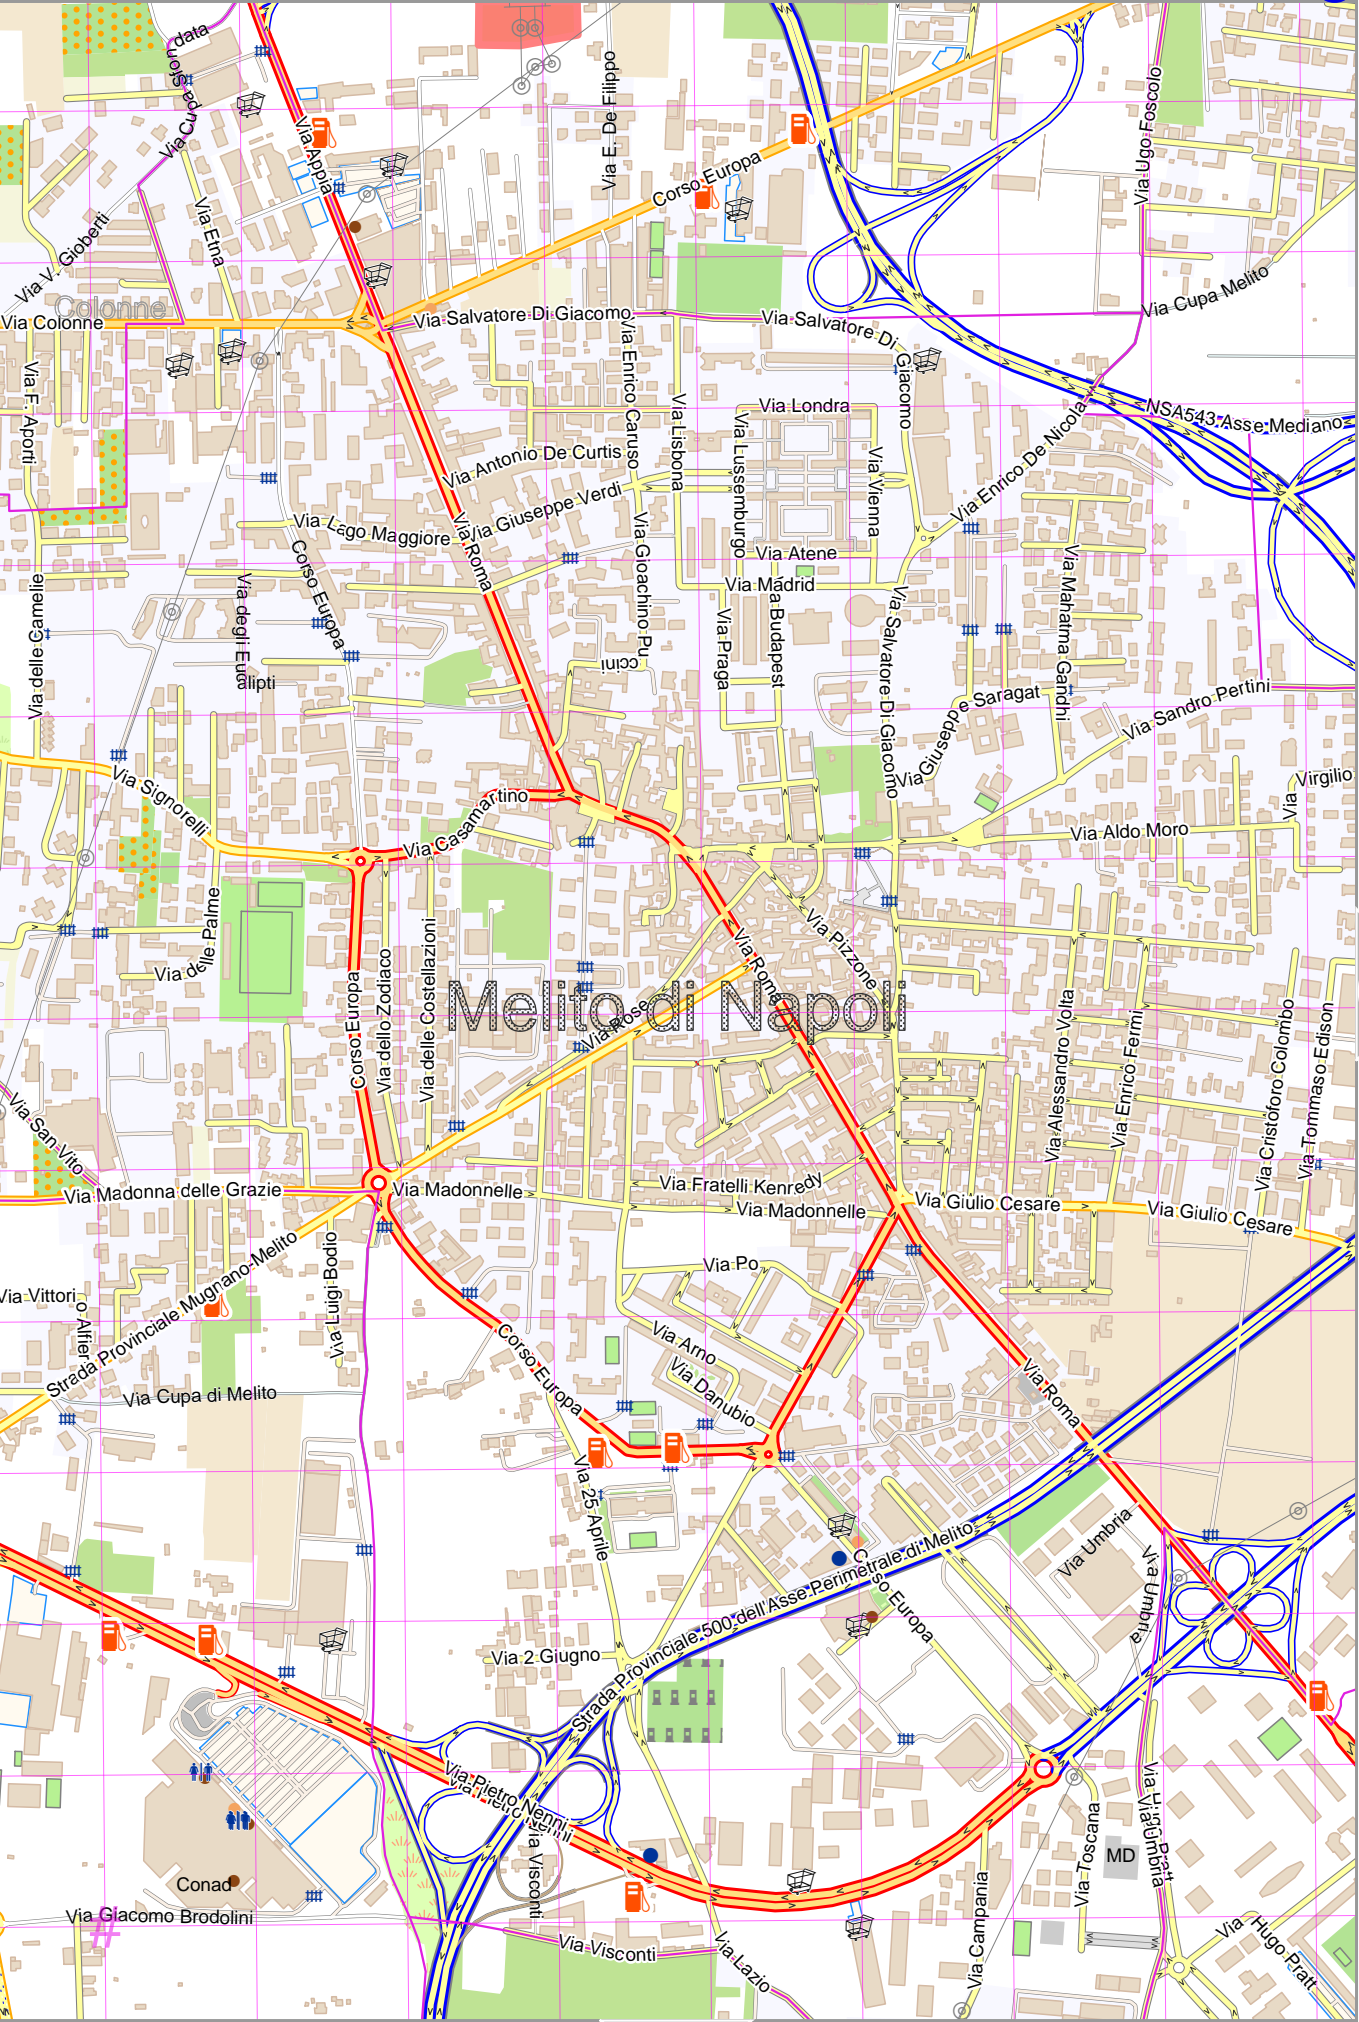 data
Via Cupa Sion
Via Appia
Via E. De Filippo
Corso Europa
Via Ugo Foscolo
Via Etna
Via V. Gioberti
Colonne
Via Colonne
Via Salvatore Di Giacomo
Via Salvatore Di Giacomo
Via Cupa Melito
Via F. Aporti
Via Enrico Caruso
Via Lisbona
Via Londra
Via Lussemburgo
Via Vienna
Via Enrico De Nicola
NSA543 Asse Mediano
Via Antonio De Curtis
Via Giuseppe Verdi
Via Lago Maggiore
Via Roma
Corso Europa
Via Gioachino Puccini
Via Atene
Via Madrid
Via Praga
Via Budapest
Via Salvatore Di Giacomo
Via Mahatma Gandhi
Via delle Camelie
Via degli Eucalipti
Via Giuseppe Saragat
Via Sandro Pertini
Via Signorelli
Via Casamartino
Via Aldo Moro
Via Virgilio
Via delle Palme
Via Pizzone
Via Roma
Corso Europa
Via dello Zodiaco
Via delle Costellazioni
Melito di Napoli
Via Rose
Via Alessandro Volta
Via Enrico Fermi
Via Cristoforo Colombo
Via Tommaso Edison
Via San Vito
Via Madonna delle Grazie
Via Madonnelle
Via Fratelli Kennedy
Via Madonnelle
Via Giulio Cesare
Via Giulio Cesare
Strada Provinciale Mugnano-Melito
Via Luigi Bodio
Via Po
Via Vittorio Alfieri
Via Arno
Via Danubio
Corso Europa
Via Cupa di Melito
Via Roma
Via 25 Aprile
Via Umbria
Via Umbria
Strada Provinciale 500 dell'Asse Perimetrale di Melito
Corso Europa
Via 2 Giugno
Via Pietro Nenni
Via Pietro Nenni
Via Visconti
Via Toscana
Via Hugo Pratt
Via Umbria
MD
Conad
Via Giacomo Brodolini
#
Via Visconti
Via Lazio
Via Campania
Via Hugo Pratt